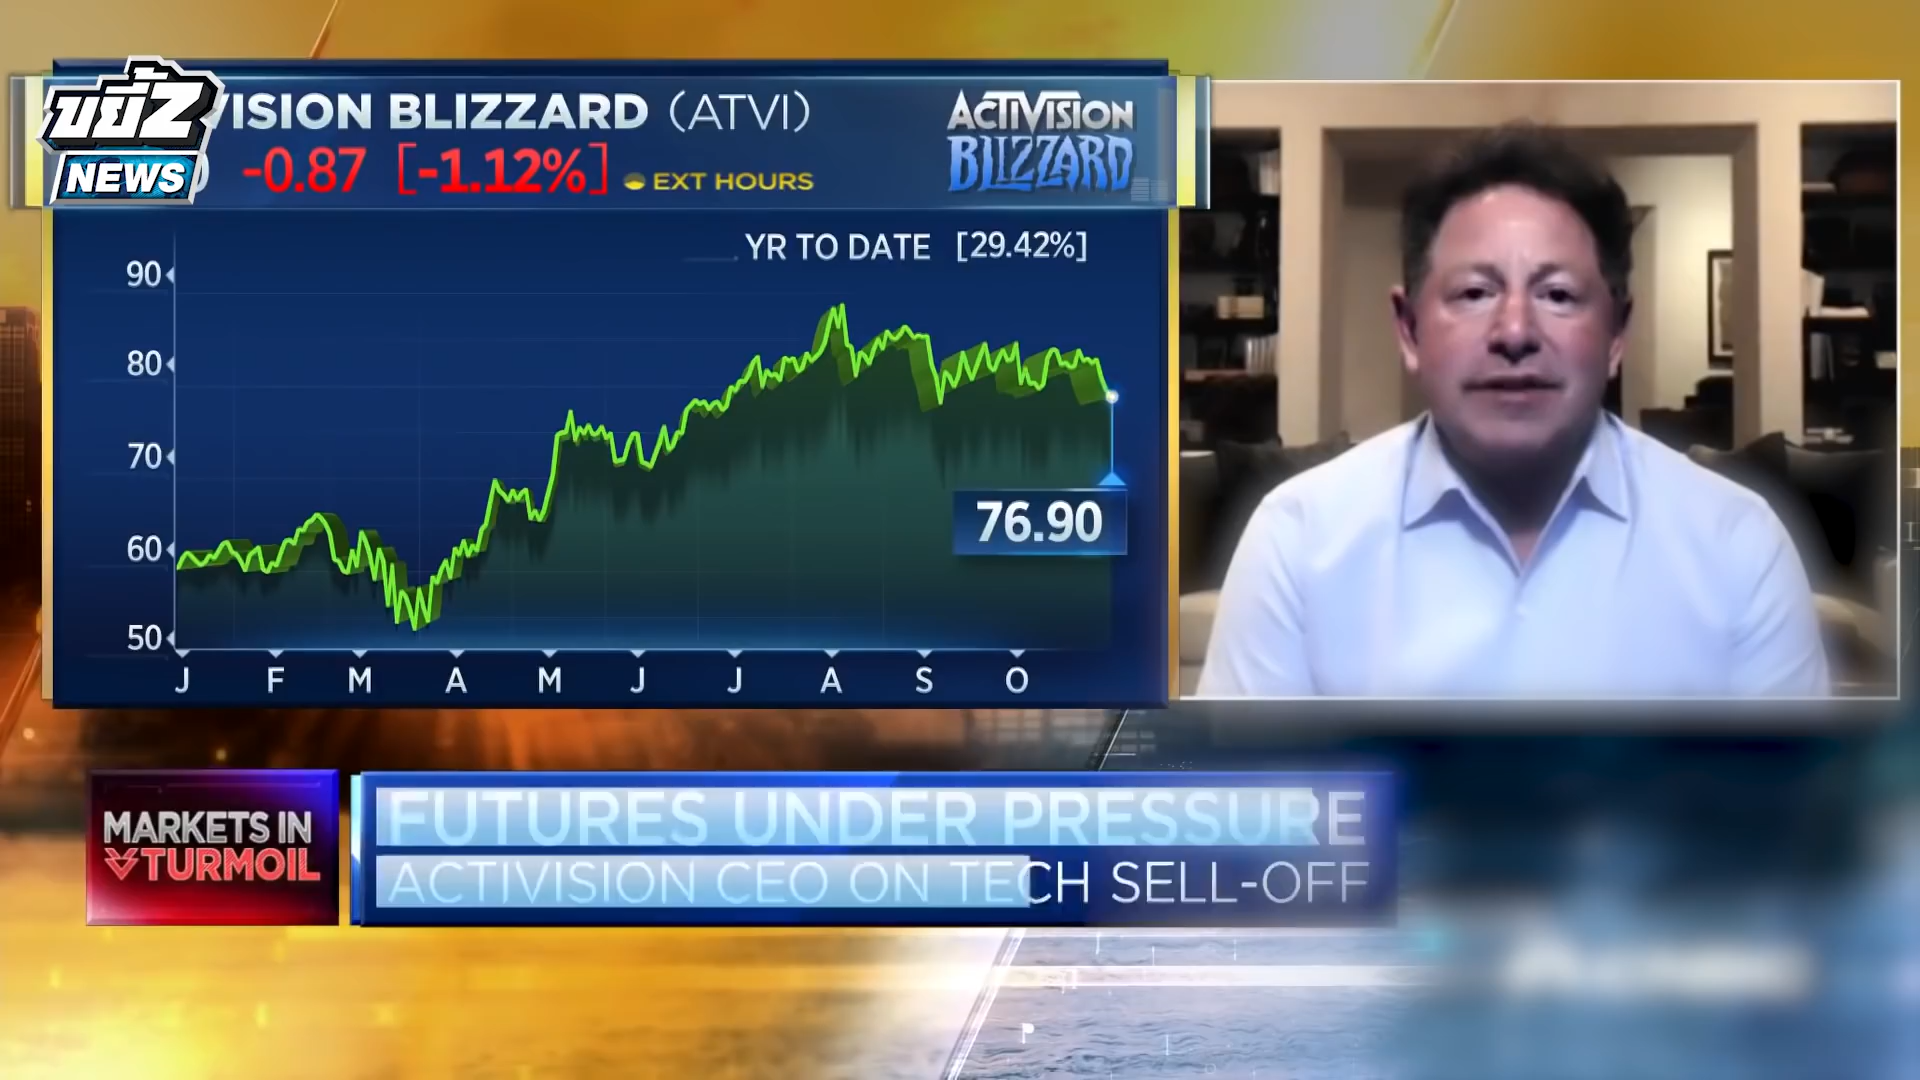 ขยี้Z
NEWS
VISION BLIZZARD (ATVI)
-0.87 [-1.12%] EXT HOURS
ACTIVISION
BLIZZARD
YR TO DATE [29.42%]
90
80
70
60
50
76.90
J F M A M J J A S O
MARKETS IN
TURMOIL
FUTURES UNDER PRESSURE
ACTIVISION CEO ON TECH SELL-OFF